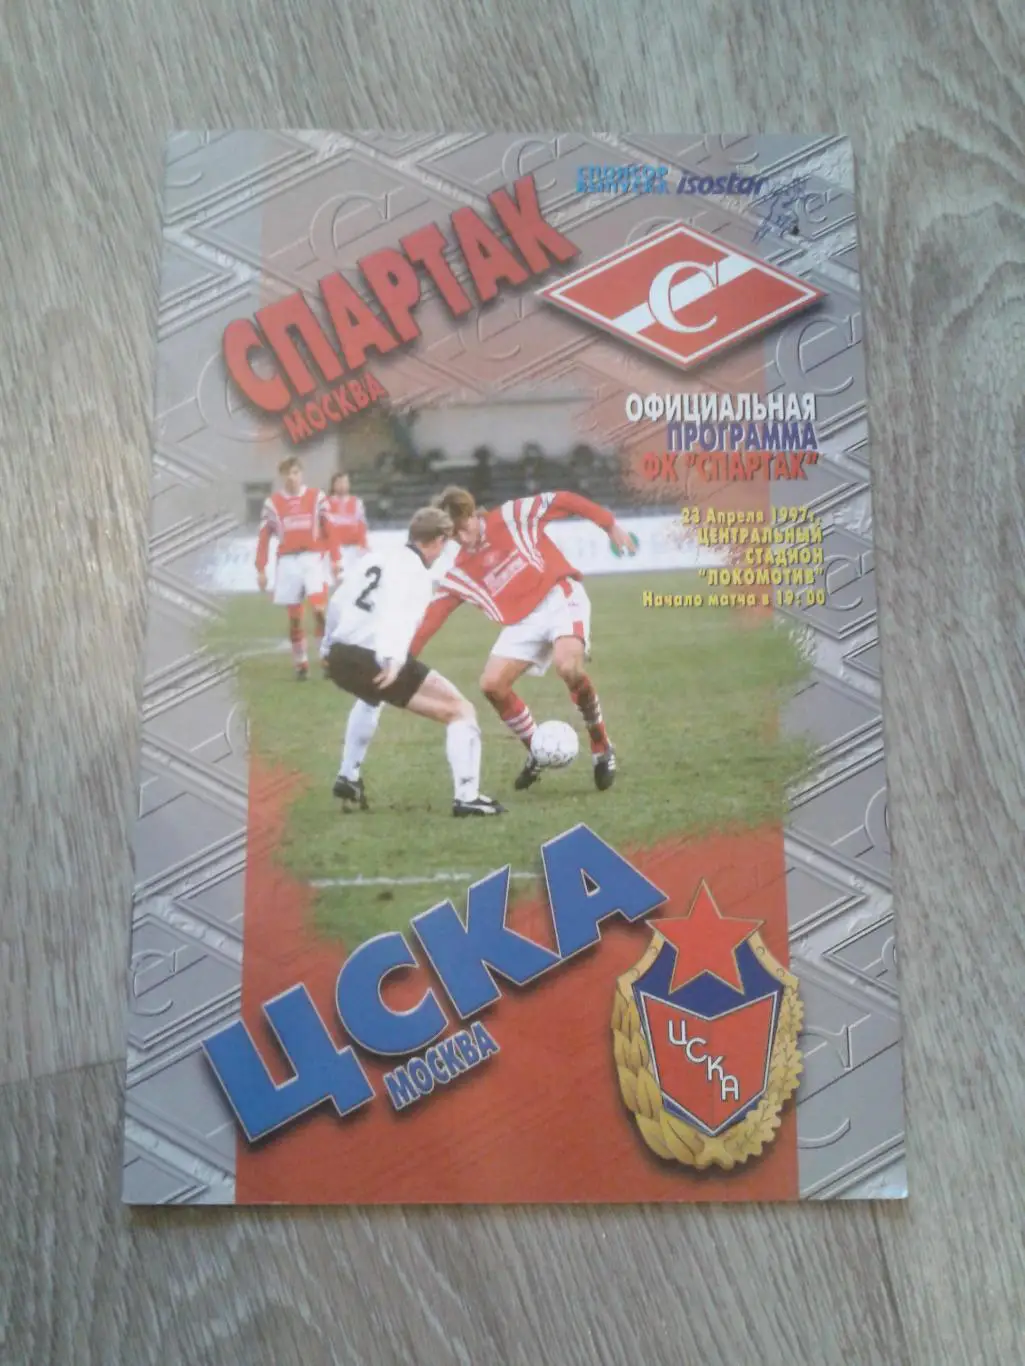 СПОНСОР
ВЫПУСКА isostar
СПАРТАК
МОСКВА
С
ОФИЦИАЛЬНАЯ
ПРОГРАММА
ФК "СПАРТАК"
23 Апреля 1997г.
ЦЕНТРАЛЬНЫЙ
СТАДИОН
"ЛОКОМОТИВ"
Начало матча в 19:00
2
ЦСКА
МОСКВА
ЦСКА